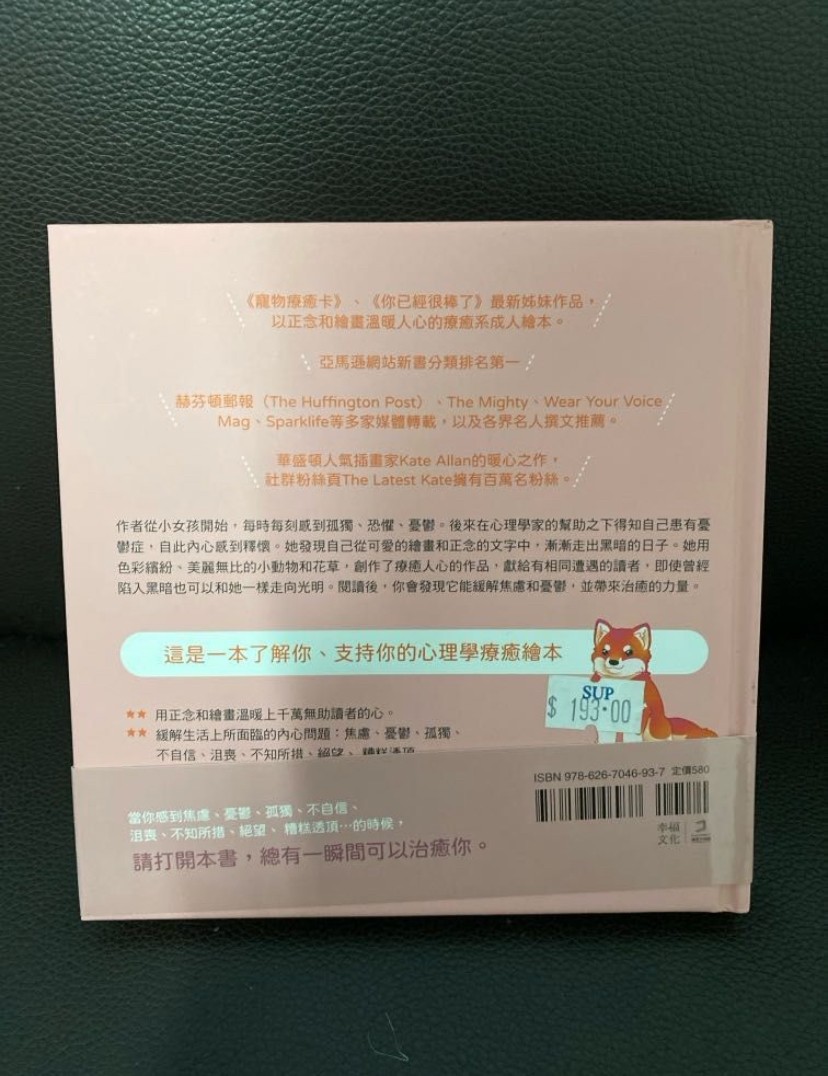 《寵物療癒卡》、《你已經很棒了》最新姊妹作品，
以正念和繪畫溫暖人心的療癒系成人繪本。
亞馬遜網站新書分類排名第一
赫芬頓郵報（The Huffington Post）、The Mighty、Wear Your Voice
Mag、Sparklife等多家媒體轉載，以及各界名人撰文推薦。
華盛頓人氣插畫家Kate Allan的暖心之作，
社群粉絲頁The Latest Kate擁有百萬名粉絲。
作者從小女孩開始，每時每刻感到孤獨、恐懼、憂鬱。後來在心理學家的幫助之下得知自己患有憂
鬱症，自此內心感到釋懷。她發現自己從可愛的繪畫和正念的文字中，漸漸走出黑暗的日子。她用
色彩繽紛、美麗無比的小動物和花草，創作了療癒人心的作品，獻給有相同遭遇的讀者，即使曾經
陷入黑暗也可以和她一樣走向光明。閱讀後，你會發現它能緩解焦慮和憂鬱，並帶來治癒的力量。
這是一本了解你、支持你的心理學療癒繪本
SUP
$ 193·00
★★ 用正念和繪畫溫暖上千萬無助讀者的心。
★★ 緩解生活上所面臨的內心問題：焦慮、憂鬱、孤獨、
不自信、沮喪、不知所措、絕望、糟糕透頂
ISBN 978-626-7046-93-7 定價580
當你感到焦慮、憂鬱、孤獨、不自信、
沮喪、不知所措、絕望、糟糕透頂…的時候，
請打開本書，總有一瞬間可以治癒你。
幸福
文化